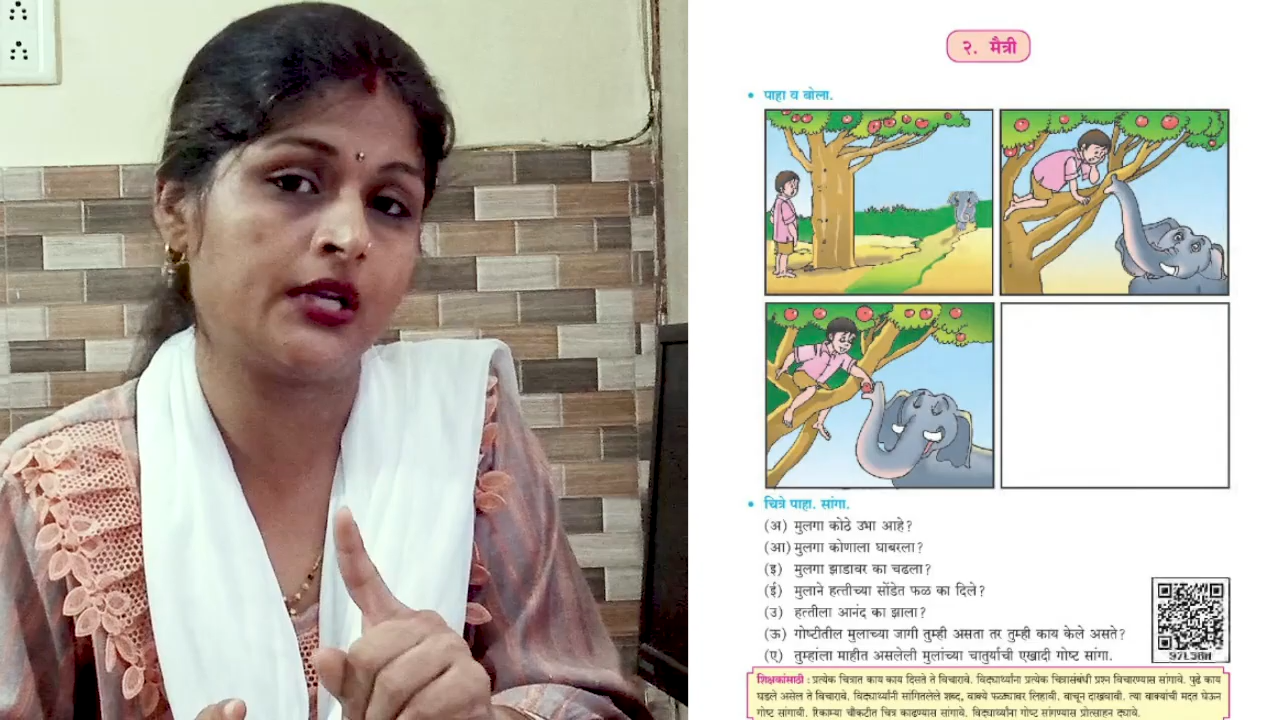 २. मैत्री
• पाहा व बोला.
• चित्रे पाहा. सांगा.
(अ) मुलगा कोठे उभा आहे?
(आ) मुलगा कोणाला घाबरला?
(इ) मुलगा झाडावर का चढला?
(ई) मुलाने हत्तीच्या सोंडेत फळ का दिले?
(उ) हत्तीला आनंद का झाला?
(ऊ) गोष्टीतील मुलाच्या जागी तुम्ही असता तर तुम्ही काय केले असते?
(ए) तुम्हांला माहीत असलेली मुलांच्या चातुर्याची एखादी गोष्ट सांगा.
S7L3BH
शिक्षकांसाठी : प्रत्येक चित्रात काय काय दिसते ते विचारावे. विद्यार्थ्यांना प्रत्येक चित्रासंबंधी प्रश्न विचारण्यास सांगावे. पुढे काय
घडले असेल ते विचारावे. विद्यार्थ्यांनी सांगितलेले शब्द, वाक्ये फळ्यावर लिहावी. वाचून दाखवावी. त्या वाक्यांची मदत घेऊन
गोष्ट सांगावी. रिकाम्या चौकटीत चित्र काढण्यास सांगावे. विद्यार्थ्यांना गोष्ट सांगण्यास प्रोत्साहन द्यावे.